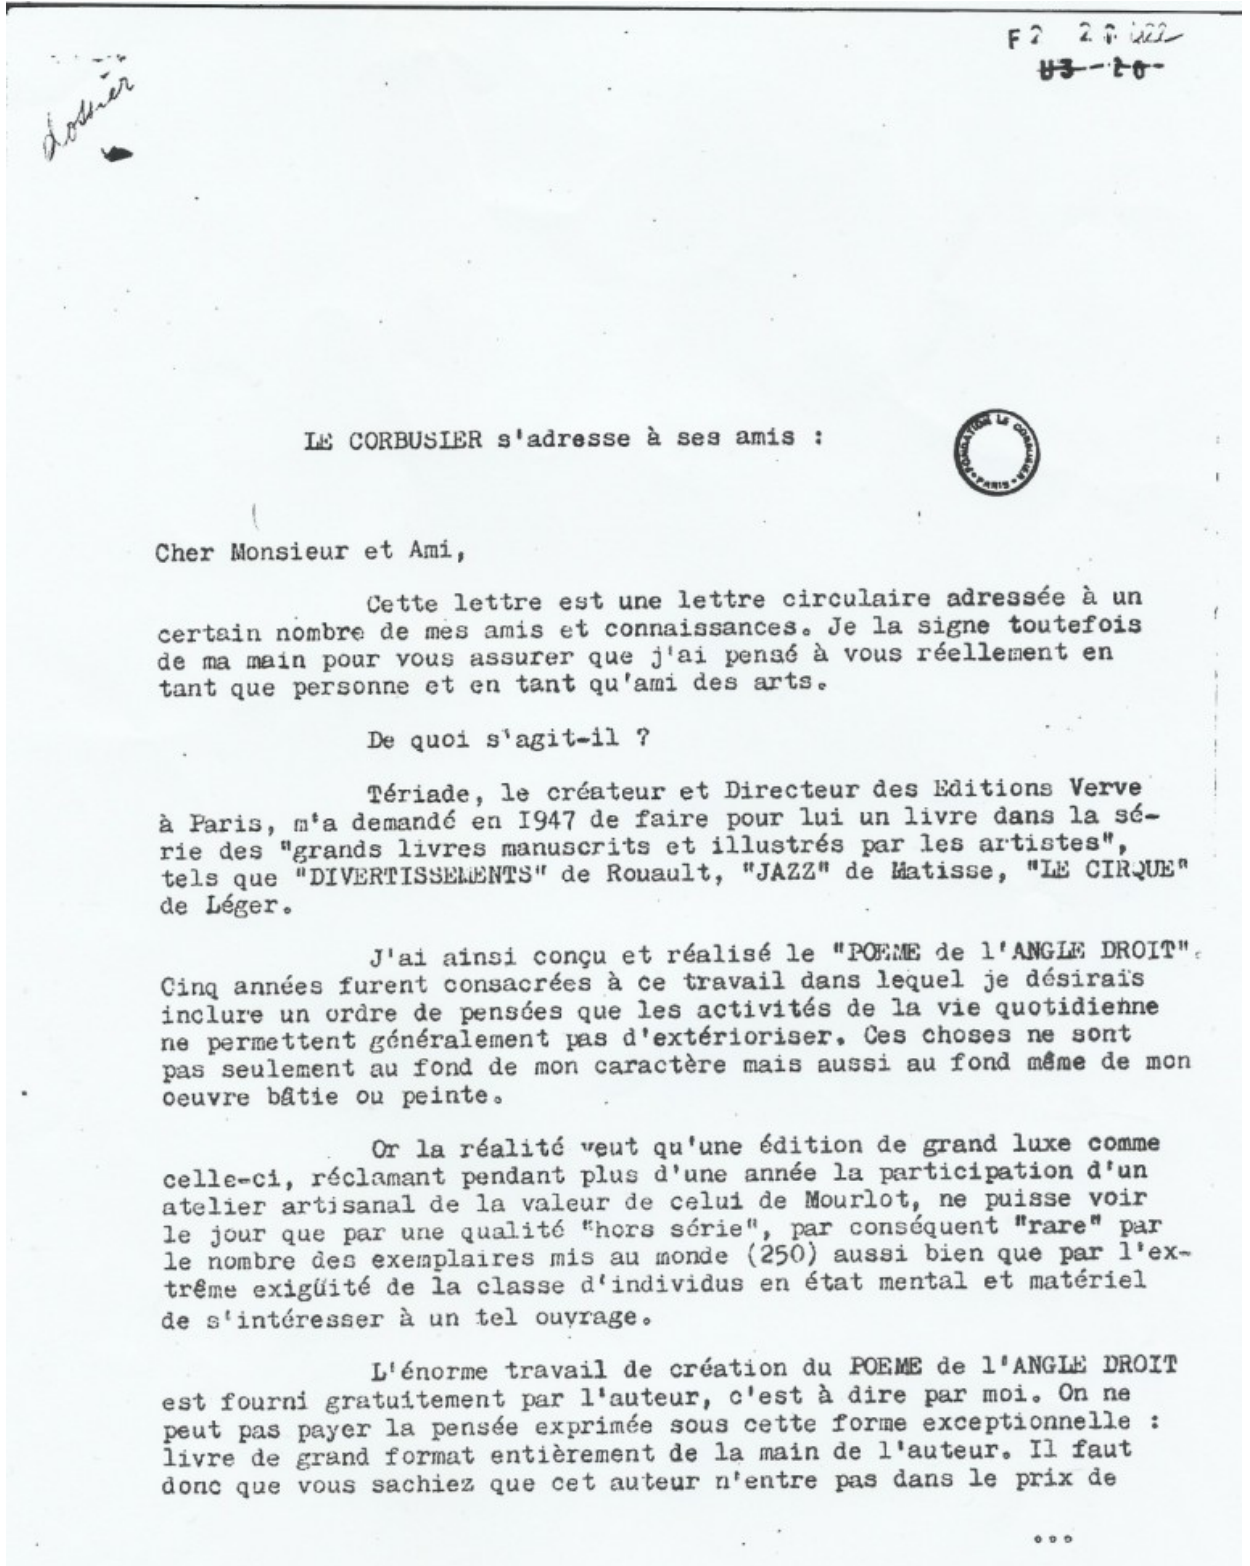 dossier
F2 20
U3-20
LE CORBUSIER s'adresse à ses amis :
FONDATION LE CORBUSIER PARIS
Cher Monsieur et Ami,
Cette lettre est une lettre circulaire adressée à un
certain nombre de mes amis et connaissances. Je la signe toutefois
de ma main pour vous assurer que j'ai pensé à vous réellement en
tant que personne et en tant qu'ami des arts.
De quoi s'agit-il ?
Tériade, le créateur et Directeur des Editions Verve
à Paris, m'a demandé en I947 de faire pour lui un livre dans la sé-
rie des "grands livres manuscrits et illustrés par les artistes",
tels que "DIVERTISSEMENTS" de Rouault, "JAZZ" de Matisse, "LE CIRQUE"
de Léger.
J'ai ainsi conçu et réalisé le "POEME de l'ANGLE DROIT".
Cinq années furent consacrées à ce travail dans lequel je désirais
inclure un ordre de pensées que les activités de la vie quotidienne
ne permettent généralement pas d'extérioriser. Ces choses ne sont
pas seulement au fond de mon caractère mais aussi au fond même de mon
oeuvre bâtie ou peinte.
Or la réalité veut qu'une édition de grand luxe comme
celle-ci, réclamant pendant plus d'une année la participation d'un
atelier artisanal de la valeur de celui de Mourlot, ne puisse voir
le jour que par une qualité "hors série", par conséquent "rare" par
le nombre des exemplaires mis au monde (250) aussi bien que par l'ex-
trême exigüité de la classe d'individus en état mental et matériel
de s'intéresser à un tel ouvrage.
L'énorme travail de création du POEME de l'ANGLE DROIT
est fourni gratuitement par l'auteur, c'est à dire par moi. On ne
peut pas payer la pensée exprimée sous cette forme exceptionnelle :
livre de grand format entièrement de la main de l'auteur. Il faut
donc que vous sachiez que cet auteur n'entre pas dans le prix de
...